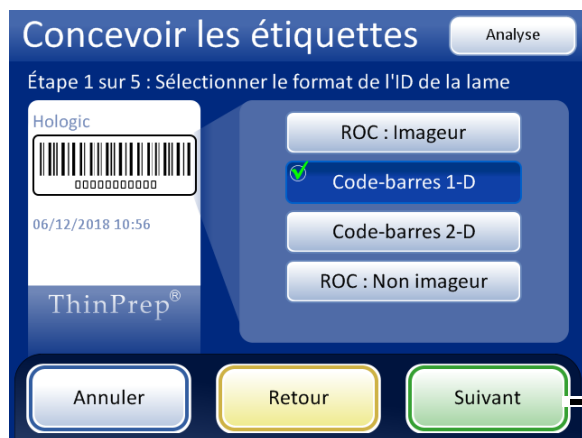 Concevoir les étiquettes
Analyse
Étape 1 sur 5 : Sélectionner le format de l'ID de la lame
Hologic
00000000000
06/12/2018 10:56
ThinPrep®
ROC : Imageur
Code-barres 1-D
Code-barres 2-D
ROC : Non imageur
Annuler
Retour
Suivant